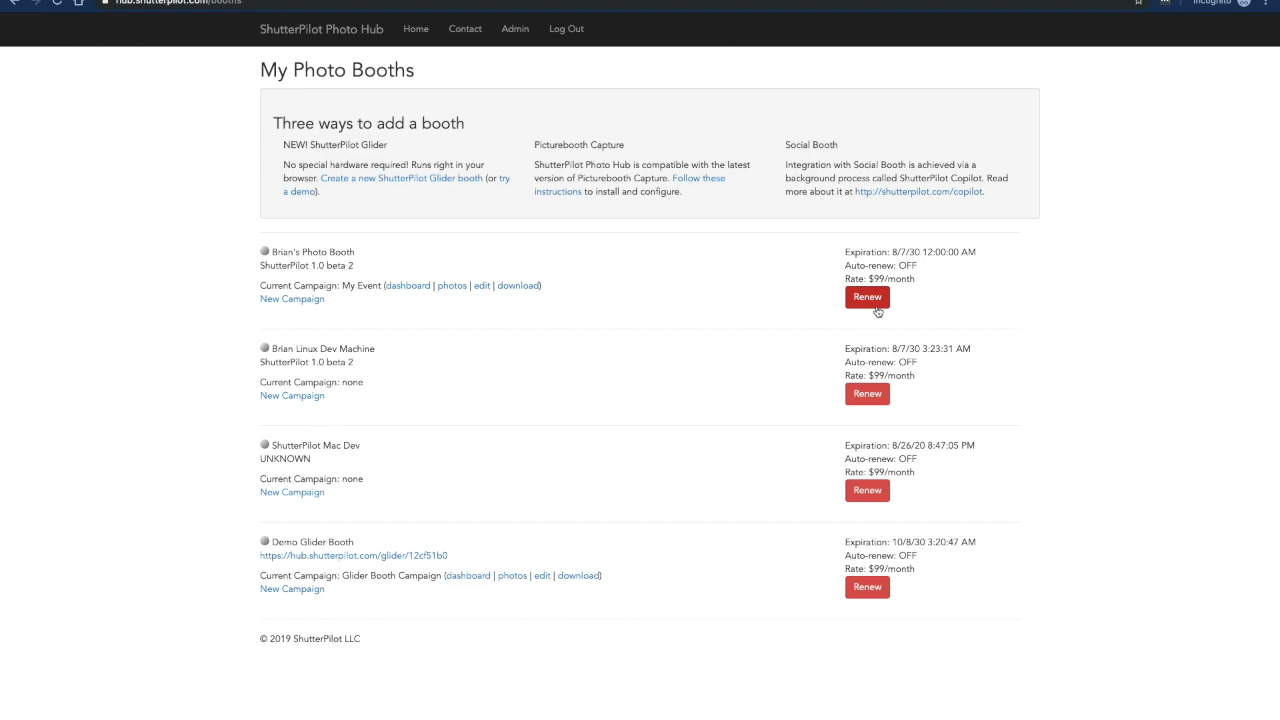 hub.shutterpilot.com/booths
Incognito
ShutterPilot Photo Hub Home Contact Admin Log Out
My Photo Booths
Three ways to add a booth
NEW! ShutterPilot Glider
No special hardware required! Runs right in your
browser. Create a new ShutterPilot Glider booth (or try
a demo).
Picturebooth Capture
ShutterPilot Photo Hub is compatible with the latest
version of Picturebooth Capture. Follow these
instructions to install and configure.
Social Booth
Integration with Social Booth is achieved via a
background process called ShutterPilot Copilot. Read
more about it at http://shutterpilot.com/copilot.
Brian's Photo Booth
ShutterPilot 1.0 beta 2
Current Campaign: My Event (dashboard | photos | edit | download)
New Campaign
Expiration: 8/7/30 12:00:00 AM
Auto-renew: OFF
Rate: $99/month
Renew
Brian Linux Dev Machine
ShutterPilot 1.0 beta 2
Current Campaign: none
New Campaign
Expiration: 8/7/30 3:23:31 AM
Auto-renew: OFF
Rate: $99/month
Renew
ShutterPilot Mac Dev
UNKNOWN
Current Campaign: none
New Campaign
Expiration: 8/26/20 8:47:05 PM
Auto-renew: OFF
Rate: $99/month
Renew
Demo Glider Booth
https://hub.shutterpilot.com/glider/12cf51b0
Current Campaign: Glider Booth Campaign (dashboard | photos | edit | download)
New Campaign
Expiration: 10/8/30 3:20:47 AM
Auto-renew: OFF
Rate: $99/month
Renew
© 2019 ShutterPilot LLC